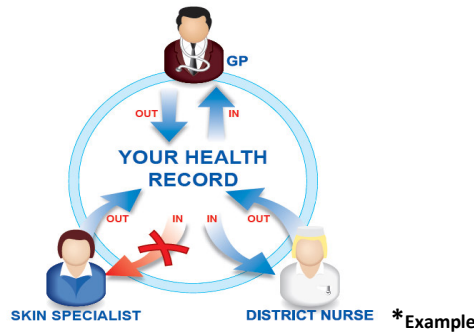 GP
OUT
IN
YOUR HEALTH
RECORD
OUT
IN
IN
OUT
SKIN SPECIALIST
DISTRICT NURSE
*Example